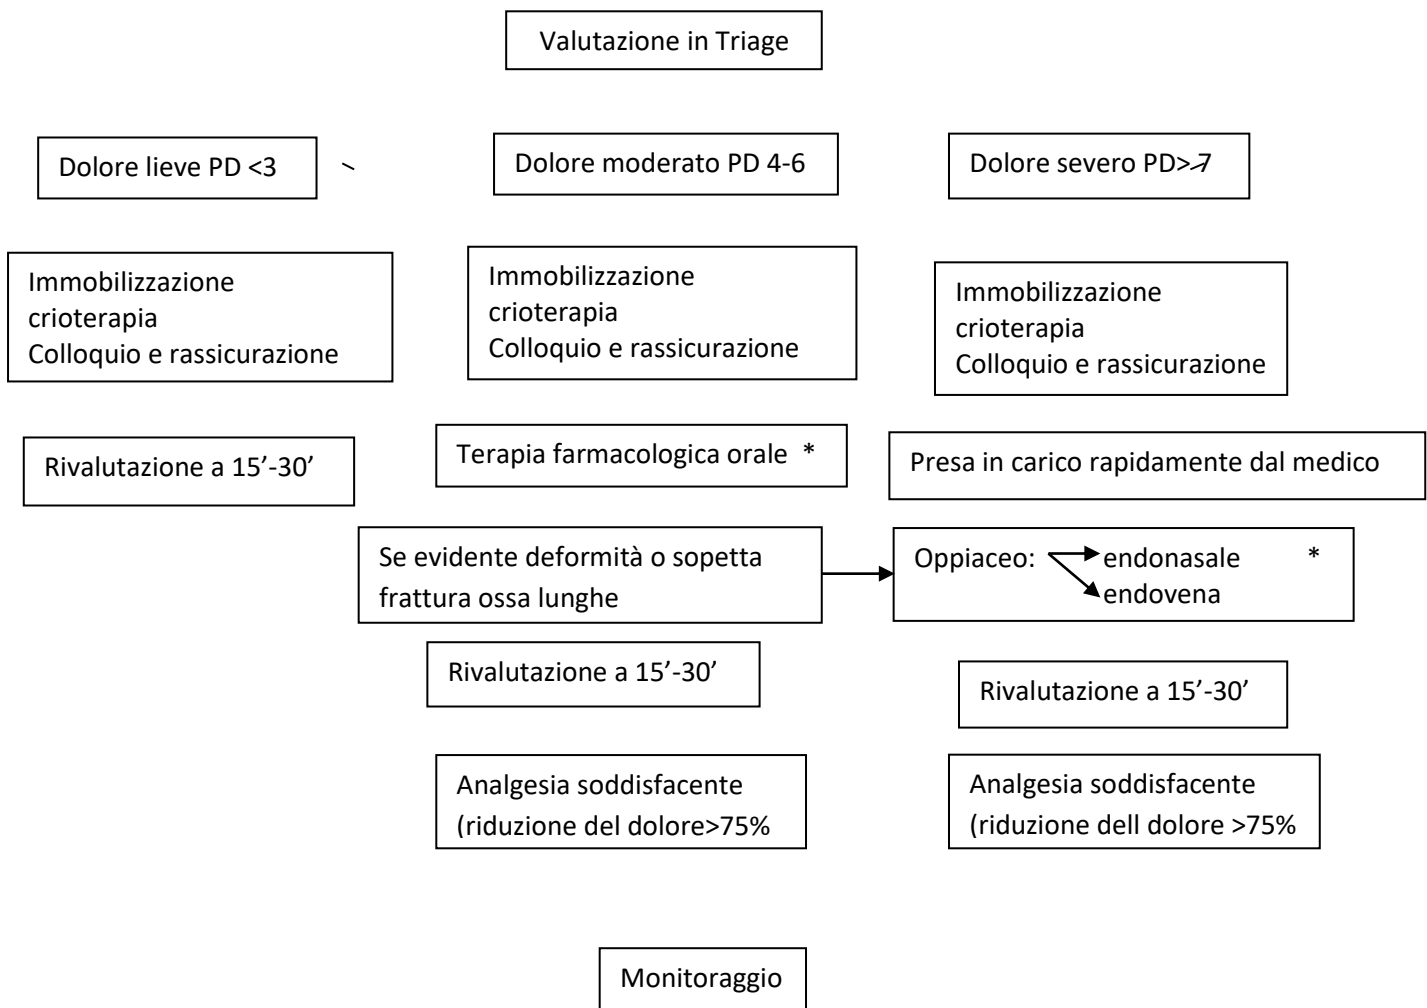 Valutazione in Triage
Dolore lieve PD <3
Dolore moderato PD 4-6
Dolore severo PD>7
Immobilizzazione
crioterapia
Colloquio e rassicurazione
Immobilizzazione
crioterapia
Colloquio e rassicurazione
Immobilizzazione
crioterapia
Colloquio e rassicurazione
Rivalutazione a 15’-30’
Terapia farmacologica orale *
Presa in carico rapidamente dal medico
Se evidente deformità o sopetta
frattura ossa lunghe
Oppiaceo: endonasale *
endovena
Rivalutazione a 15’-30’
Rivalutazione a 15’-30’
Analgesia soddisfacente
(riduzione del dolore>75%
Analgesia soddisfacente
(riduzione dell dolore >75%
Monitoraggio